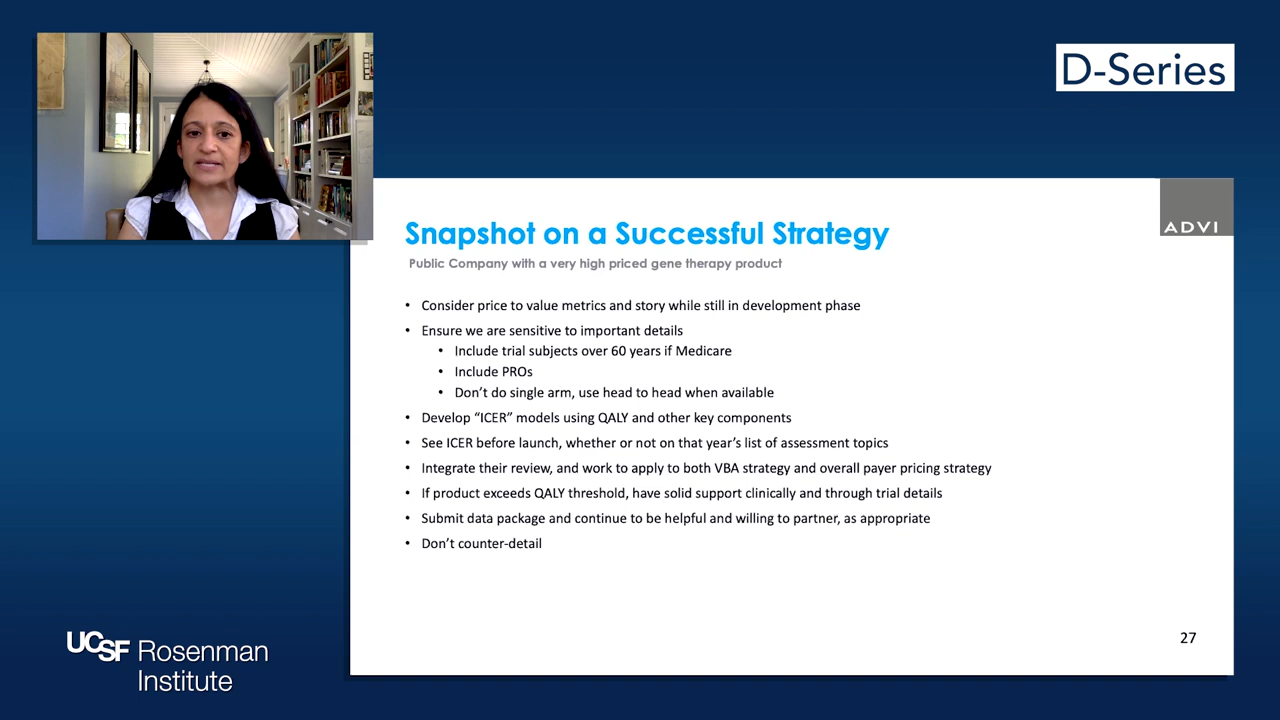 D-Series
ADVI
Snapshot on a Successful Strategy
Public Company with a very high priced gene therapy product
• Consider price to value metrics and story while still in development phase
• Ensure we are sensitive to important details
• Include trial subjects over 60 years if Medicare
• Include PROs
• Don’t do single arm, use head to head when available
• Develop “ICER” models using QALY and other key components
• See ICER before launch, whether or not on that year’s list of assessment topics
• Integrate their review, and work to apply to both VBA strategy and overall payer pricing strategy
• If product exceeds QALY threshold, have solid support clinically and through trial details
• Submit data package and continue to be helpful and willing to partner, as appropriate
• Don’t counter-detail
27
UCSF Rosenman
Institute